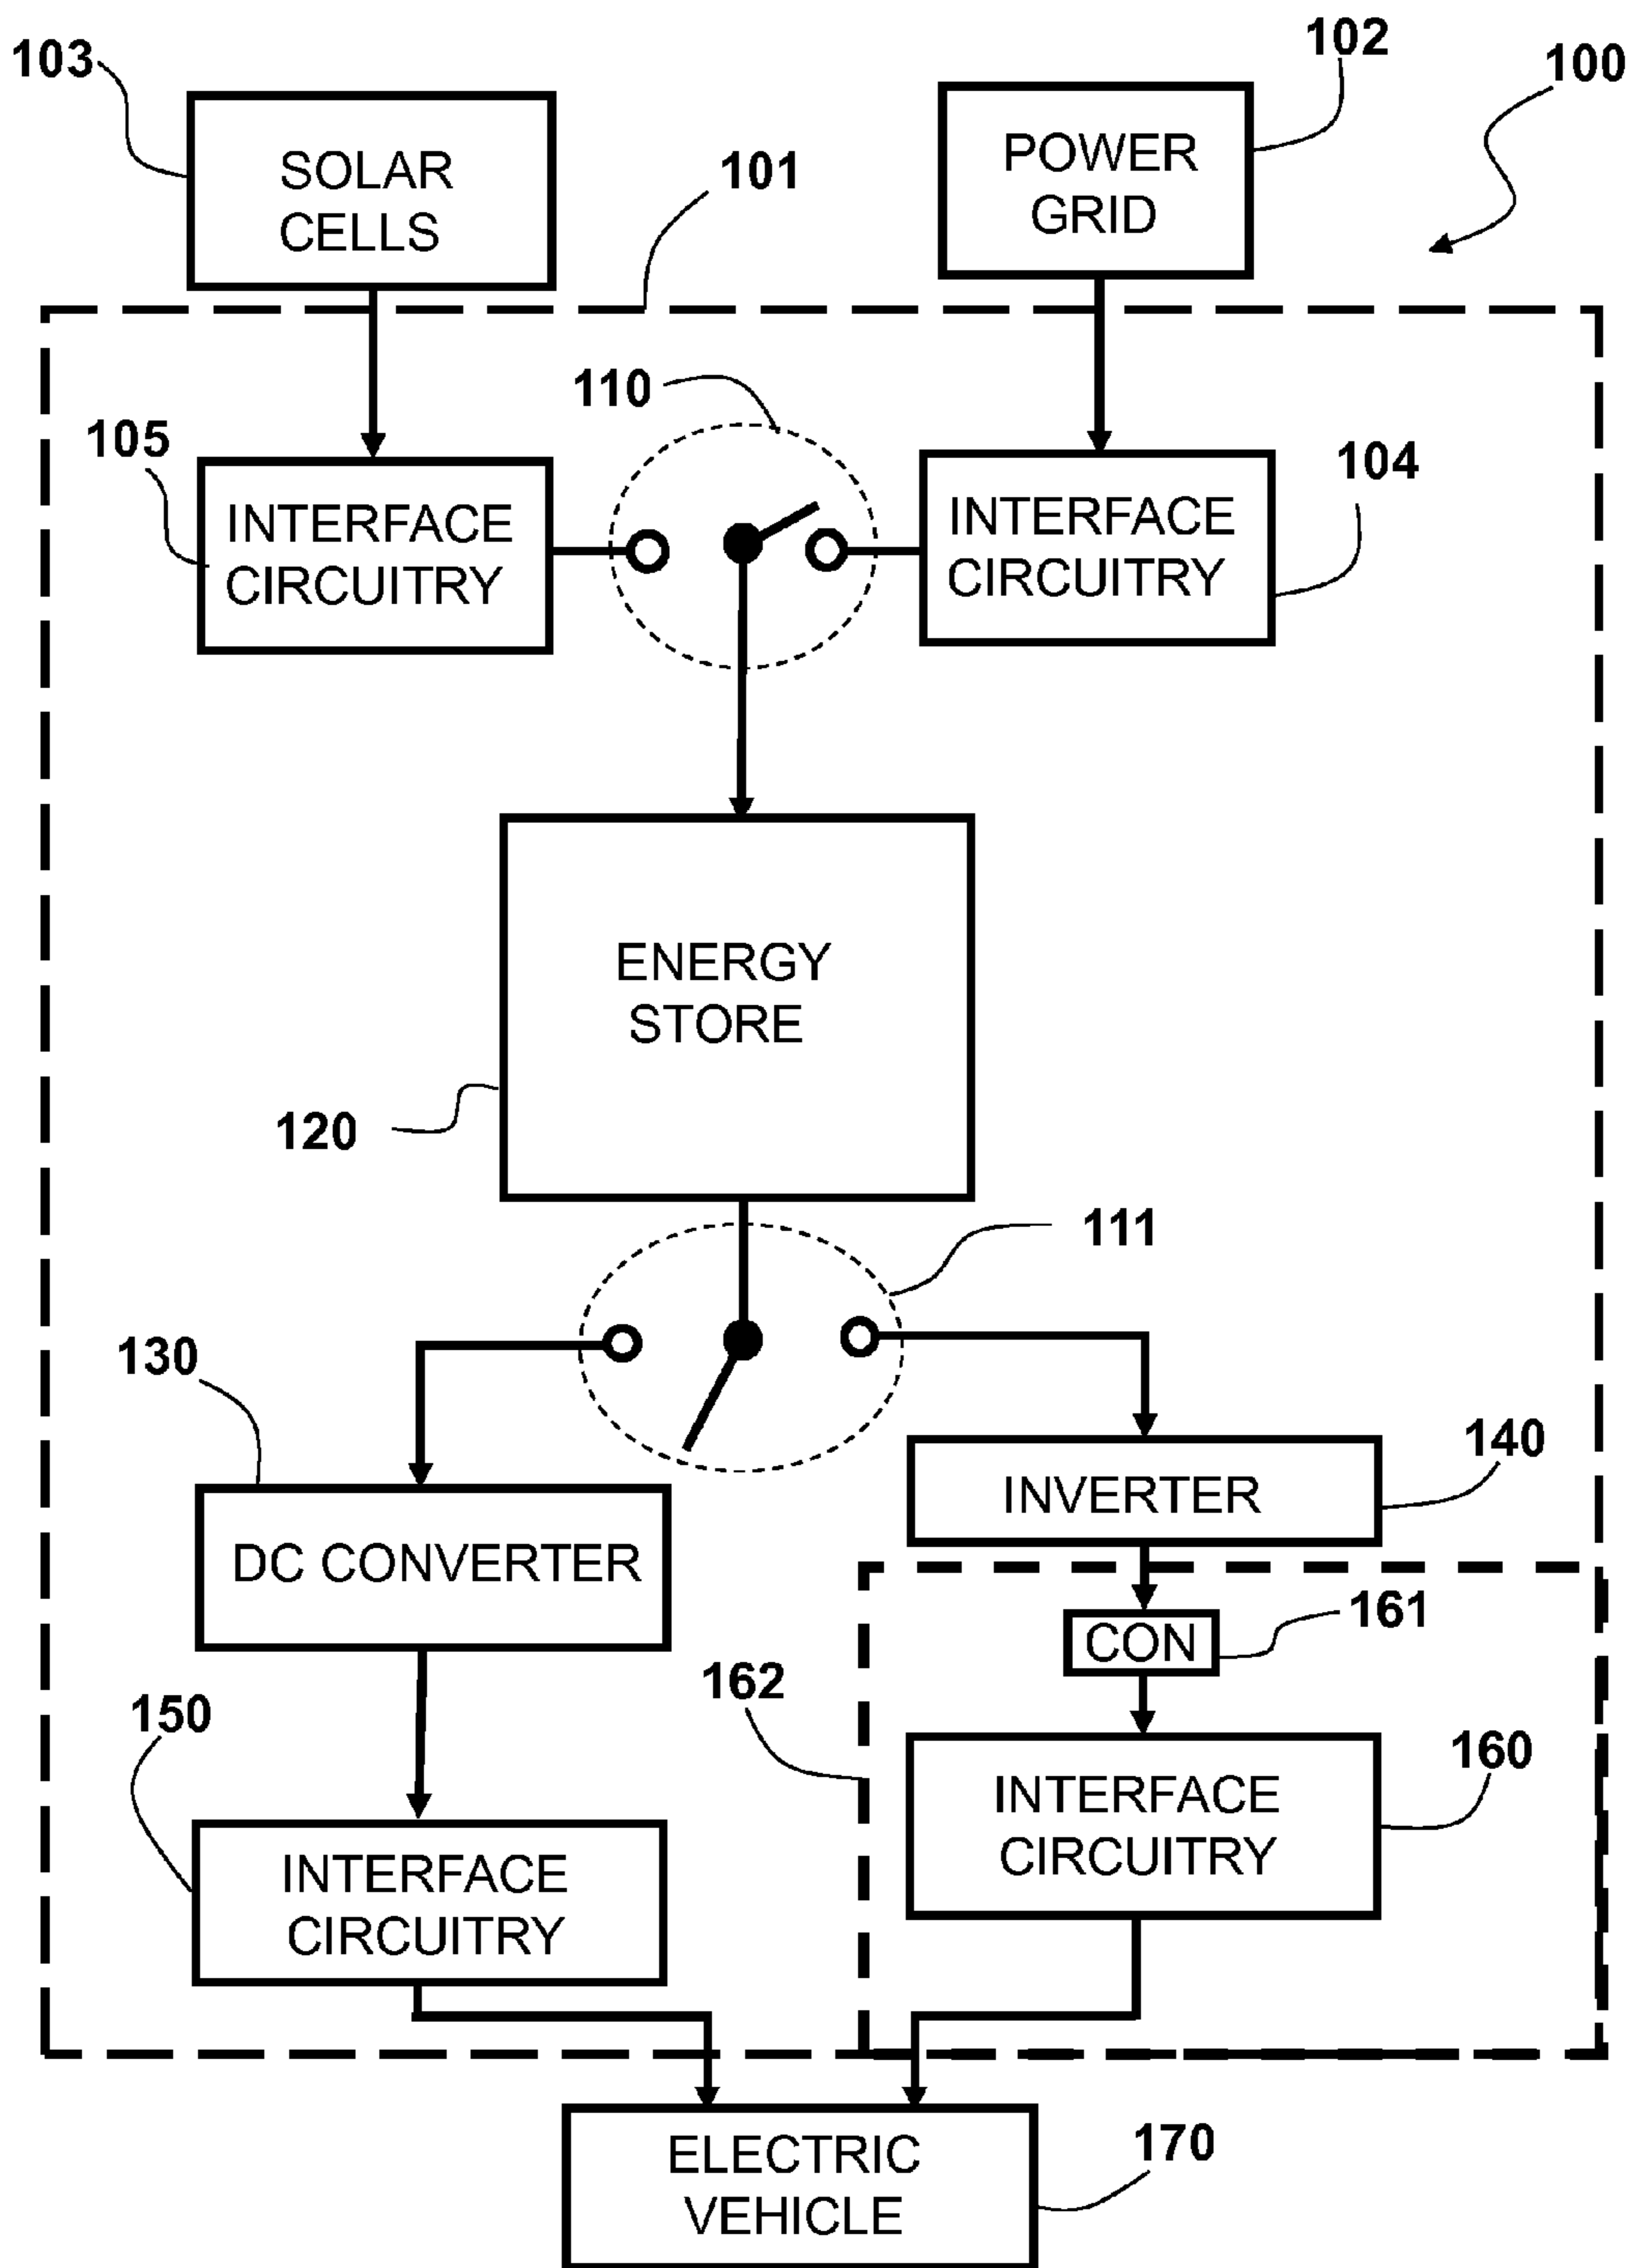 103
102
100
SOLAR
CELLS
101
POWER
GRID
110
105
104
INTERFACE
CIRCUITRY
INTERFACE
CIRCUITRY
ENERGY
STORE
120
111
130
140
INVERTER
DC CONVERTER
161
CON
162
150
160
INTERFACE
CIRCUITRY
INTERFACE
CIRCUITRY
170
ELECTRIC
VEHICLE